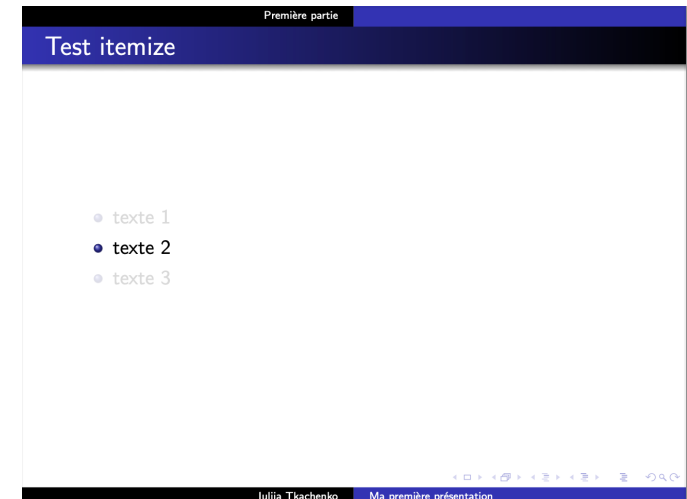 Première partie
Test itemize
texte 1
texte 2
texte 3
Iuliia Tkachenko Ma première présentation